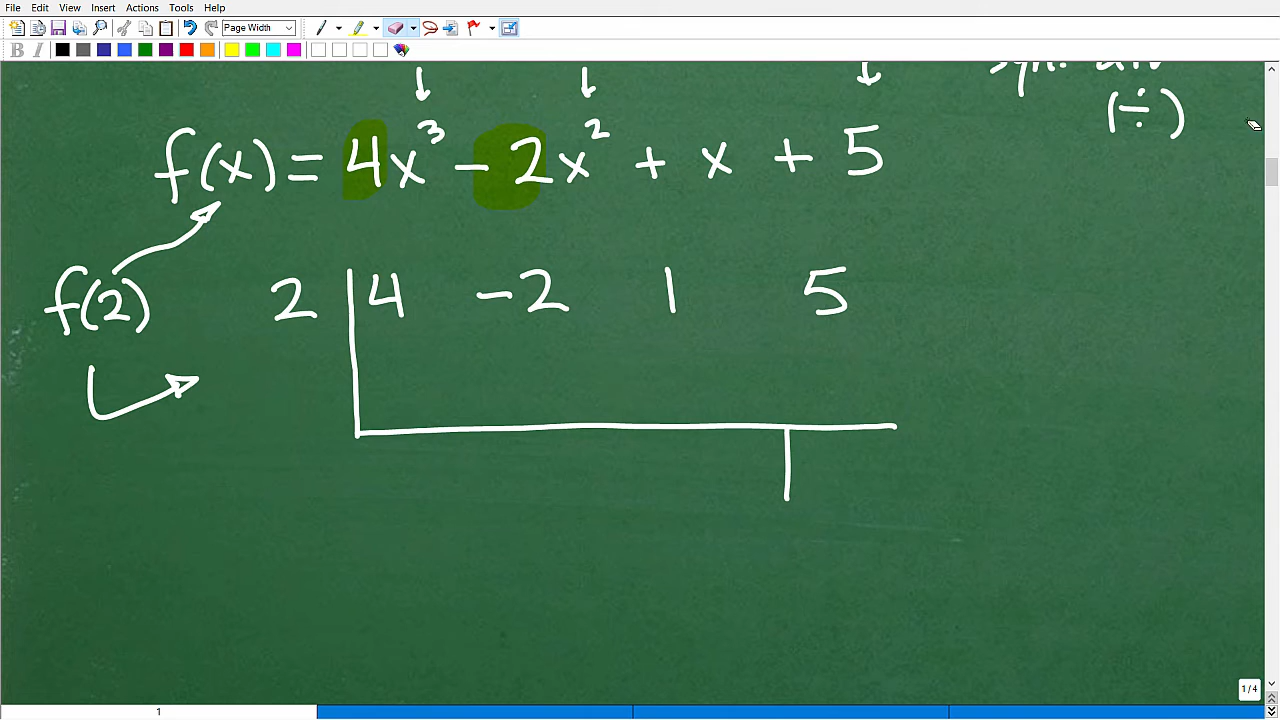 File Edit View Insert Actions Tools Help
Page Width
B I
(÷)
f(x) = 4x³ - 2x² + x + 5
f(2) 2 4 -2 1 5
1/4
1